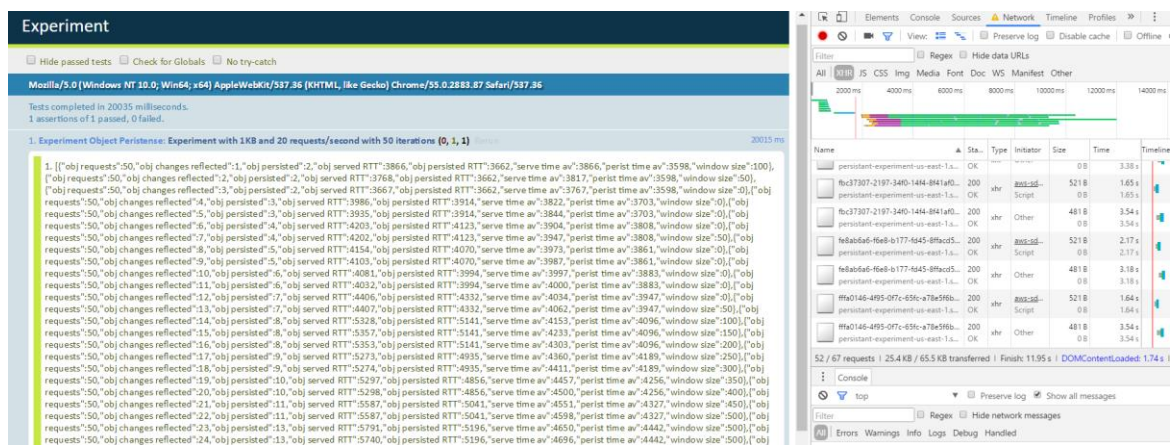 Experiment
Hide passed tests Check for Globals No try-catch
Mozilla/5.0 (Windows NT 10.0; Win64; x64) AppleWebKit/537.36 (KHTML, like Gecko) Chrome/55.0.2883.87 Safari/537.36
Tests completed in 20035 milliseconds.
1 assertions of 1 passed, 0 failed.
1. Experiment Object Peristanse: Experiment with 1KB and 20 requests/second with 50 iterations (0, 1, 1)
20015 ms
1. [{"obj requests":50,"obj changes reflected":1,"obj persisted":2,"obj served RTT":3866,"obj persisted RTT":3662,"serve time av":3866,"perist time av":3598,"window size":100},
{"obj requests":50,"obj changes reflected":2,"obj persisted":2,"obj served RTT":3768,"obj persisted RTT":3662,"serve time av":3817,"perist time av":3598,"window size":50},
{"obj requests":50,"obj changes reflected":3,"obj persisted":2,"obj served RTT":3667,"obj persisted RTT":3662,"serve time av":3767,"perist time av":3598,"window size":0},{"obj
requests":50,"obj changes reflected":4,"obj persisted":3,"obj served RTT":3986,"obj persisted RTT":3914,"serve time av":3822,"perist time av":3703,"window size":0},{"obj
requests":50,"obj changes reflected":5,"obj persisted":3,"obj served RTT":3935,"obj persisted RTT":3914,"serve time av":3844,"perist time av":3703,"window size":0},{"obj
requests":50,"obj changes reflected":6,"obj persisted":4,"obj served RTT":4203,"obj persisted RTT":4123,"serve time av":3904,"perist time av":3808,"window size":0},{"obj
requests":50,"obj changes reflected":7,"obj persisted":4,"obj served RTT":4202,"obj persisted RTT":4123,"serve time av":3947,"perist time av":3808,"window size":50},{"obj
requests":50,"obj changes reflected":8,"obj persisted":5,"obj served RTT":4154,"obj persisted RTT":4070,"serve time av":3973,"perist time av":3861,"window size":0},{"obj
requests":50,"obj changes reflected":9,"obj persisted":5,"obj served RTT":4103,"obj persisted RTT":4070,"serve time av":3987,"perist time av":3861,"window size":0},{"obj
requests":50,"obj changes reflected":10,"obj persisted":6,"obj served RTT":4081,"obj persisted RTT":3994,"serve time av":3997,"perist time av":3883,"window size":0},{"obj
requests":50,"obj changes reflected":11,"obj persisted":6,"obj served RTT":4032,"obj persisted RTT":3994,"serve time av":4000,"perist time av":3883,"window size":0},{"obj
requests":50,"obj changes reflected":12,"obj persisted":7,"obj served RTT":4406,"obj persisted RTT":4332,"serve time av":4034,"perist time av":3947,"window size":0},{"obj
requests":50,"obj changes reflected":13,"obj persisted":7,"obj served RTT":4407,"obj persisted RTT":4332,"serve time av":4062,"perist time av":3947,"window size":50},{"obj
requests":50,"obj changes reflected":14,"obj persisted":8,"obj served RTT":5328,"obj persisted RTT":5141,"serve time av":4153,"perist time av":4096,"window size":100},{"obj
requests":50,"obj changes reflected":15,"obj persisted":8,"obj served RTT":5357,"obj persisted RTT":5141,"serve time av":4233,"perist time av":4096,"window size":150},{"obj
requests":50,"obj changes reflected":16,"obj persisted":8,"obj served RTT":5353,"obj persisted RTT":5141,"serve time av":4303,"perist time av":4096,"window size":200},{"obj
requests":50,"obj changes reflected":17,"obj persisted":9,"obj served RTT":5273,"obj persisted RTT":4935,"serve time av":4360,"perist time av":4189,"window size":250},{"obj
requests":50,"obj changes reflected":18,"obj persisted":9,"obj served RTT":5274,"obj persisted RTT":4935,"serve time av":4411,"perist time av":4189,"window size":300},{"obj
requests":50,"obj changes reflected":19,"obj persisted":10,"obj served RTT":5297,"obj persisted RTT":4856,"serve time av":4457,"perist time av":4256,"window size":350},{"obj
requests":50,"obj changes reflected":20,"obj persisted":10,"obj served RTT":5298,"obj persisted RTT":4856,"serve time av":4500,"perist time av":4256,"window size":400},{"obj
requests":50,"obj changes reflected":21,"obj persisted":11,"obj served RTT":5587,"obj persisted RTT":5041,"serve time av":4551,"perist time av":4327,"window size":450},{"obj
requests":50,"obj changes reflected":22,"obj persisted":11,"obj served RTT":5587,"obj persisted RTT":5041,"serve time av":4598,"perist time av":4327,"window size":500},{"obj
requests":50,"obj changes reflected":23,"obj persisted":13,"obj served RTT":5791,"obj persisted RTT":5196,"serve time av":4650,"perist time av":4442,"window size":500},{"obj
requests":50,"obj changes reflected":24,"obj persisted":13,"obj served RTT":5740,"obj persisted RTT":5196,"serve time av":4696,"perist time av":4442,"window size":500},{"obj
Elements Console Sources Network Timeline Profiles »
View: Preserve log Disable cache Offline
Filter Regex Hide data URLs
All XHR JS CSS Img Media Font Doc WS Manifest Other
2000 ms 4000 ms 6000 ms 8000 ms 10000 ms 12000 ms 14000 ms
Name Sta... Type Initiator Size Time Timeline
persistant-experiment-us-east-1.s... OK 0 B 3.38 s
fbc37307-2197-34f0-14f4-8f41af0... 200 xhr aws-sd... 521 B 1.65 s
persistant-experiment-us-east-1.s... OK Script 0 B 1.65 s
fbc37307-2197-34f0-14f4-8f41af0... 200 xhr Other 481 B 3.54 s
persistant-experiment-us-east-1.s... OK 0 B 3.54 s
fe8ab6a6-f6e8-b177-fd45-8ffacd5... 200 xhr aws-sd... 521 B 2.17 s
persistant-experiment-us-east-1.s... OK Script 0 B 2.17 s
fe8ab6a6-f6e8-b177-fd45-8ffacd5... 200 xhr Other 481 B 3.18 s
persistant-experiment-us-east-1.s... OK 0 B 3.18 s
fffa0146-4f95-0f7c-65fc-a78e5f6b... 200 xhr aws-sd... 521 B 1.64 s
persistant-experiment-us-east-1.s... OK Script 0 B 1.64 s
fffa0146-4f95-0f7c-65fc-a78e5f6b... 200 xhr Other 481 B 3.54 s
persistant-experiment-us-east-1.s... OK 0 B 3.54 s
52 / 67 requests | 25.4 KB / 65.5 KB transferred | Finish: 11.95 s | DOMContentLoaded: 1.74 s |
Console
top Preserve log Show all messages
Filter Regex Hide network messages
All Errors Warnings Info Logs Debug Handled